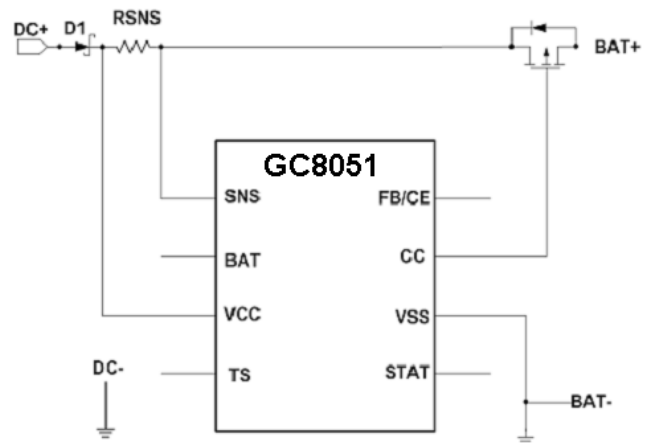 RSNS
DC+ D1
BAT+
GC8051
SNS FB/CE
BAT CC
VCC VSS
DC-
TS STAT
BAT-